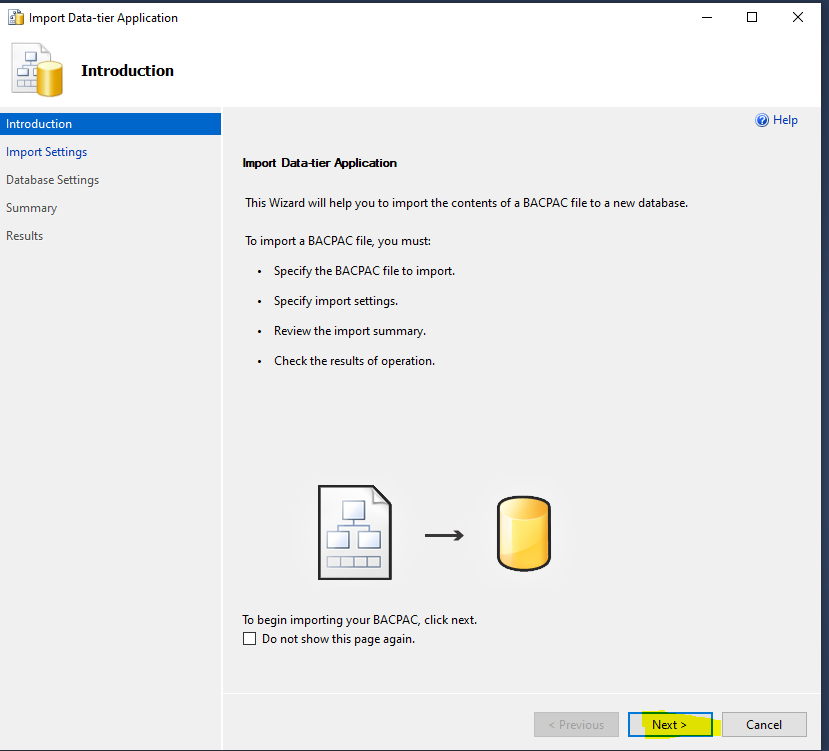 Import Data-tier Application
Introduction
Introduction
Import Settings
Database Settings
Summary
Results
Help
Import Data-tier Application
This Wizard will help you to import the contents of a BACPAC file to a new database.
To import a BACPAC file, you must:
• Specify the BACPAC file to import.
• Specify import settings.
• Review the import summary.
• Check the results of operation.
To begin importing your BACPAC, click next.
Do not show this page again.
< Previous
Next >
Cancel